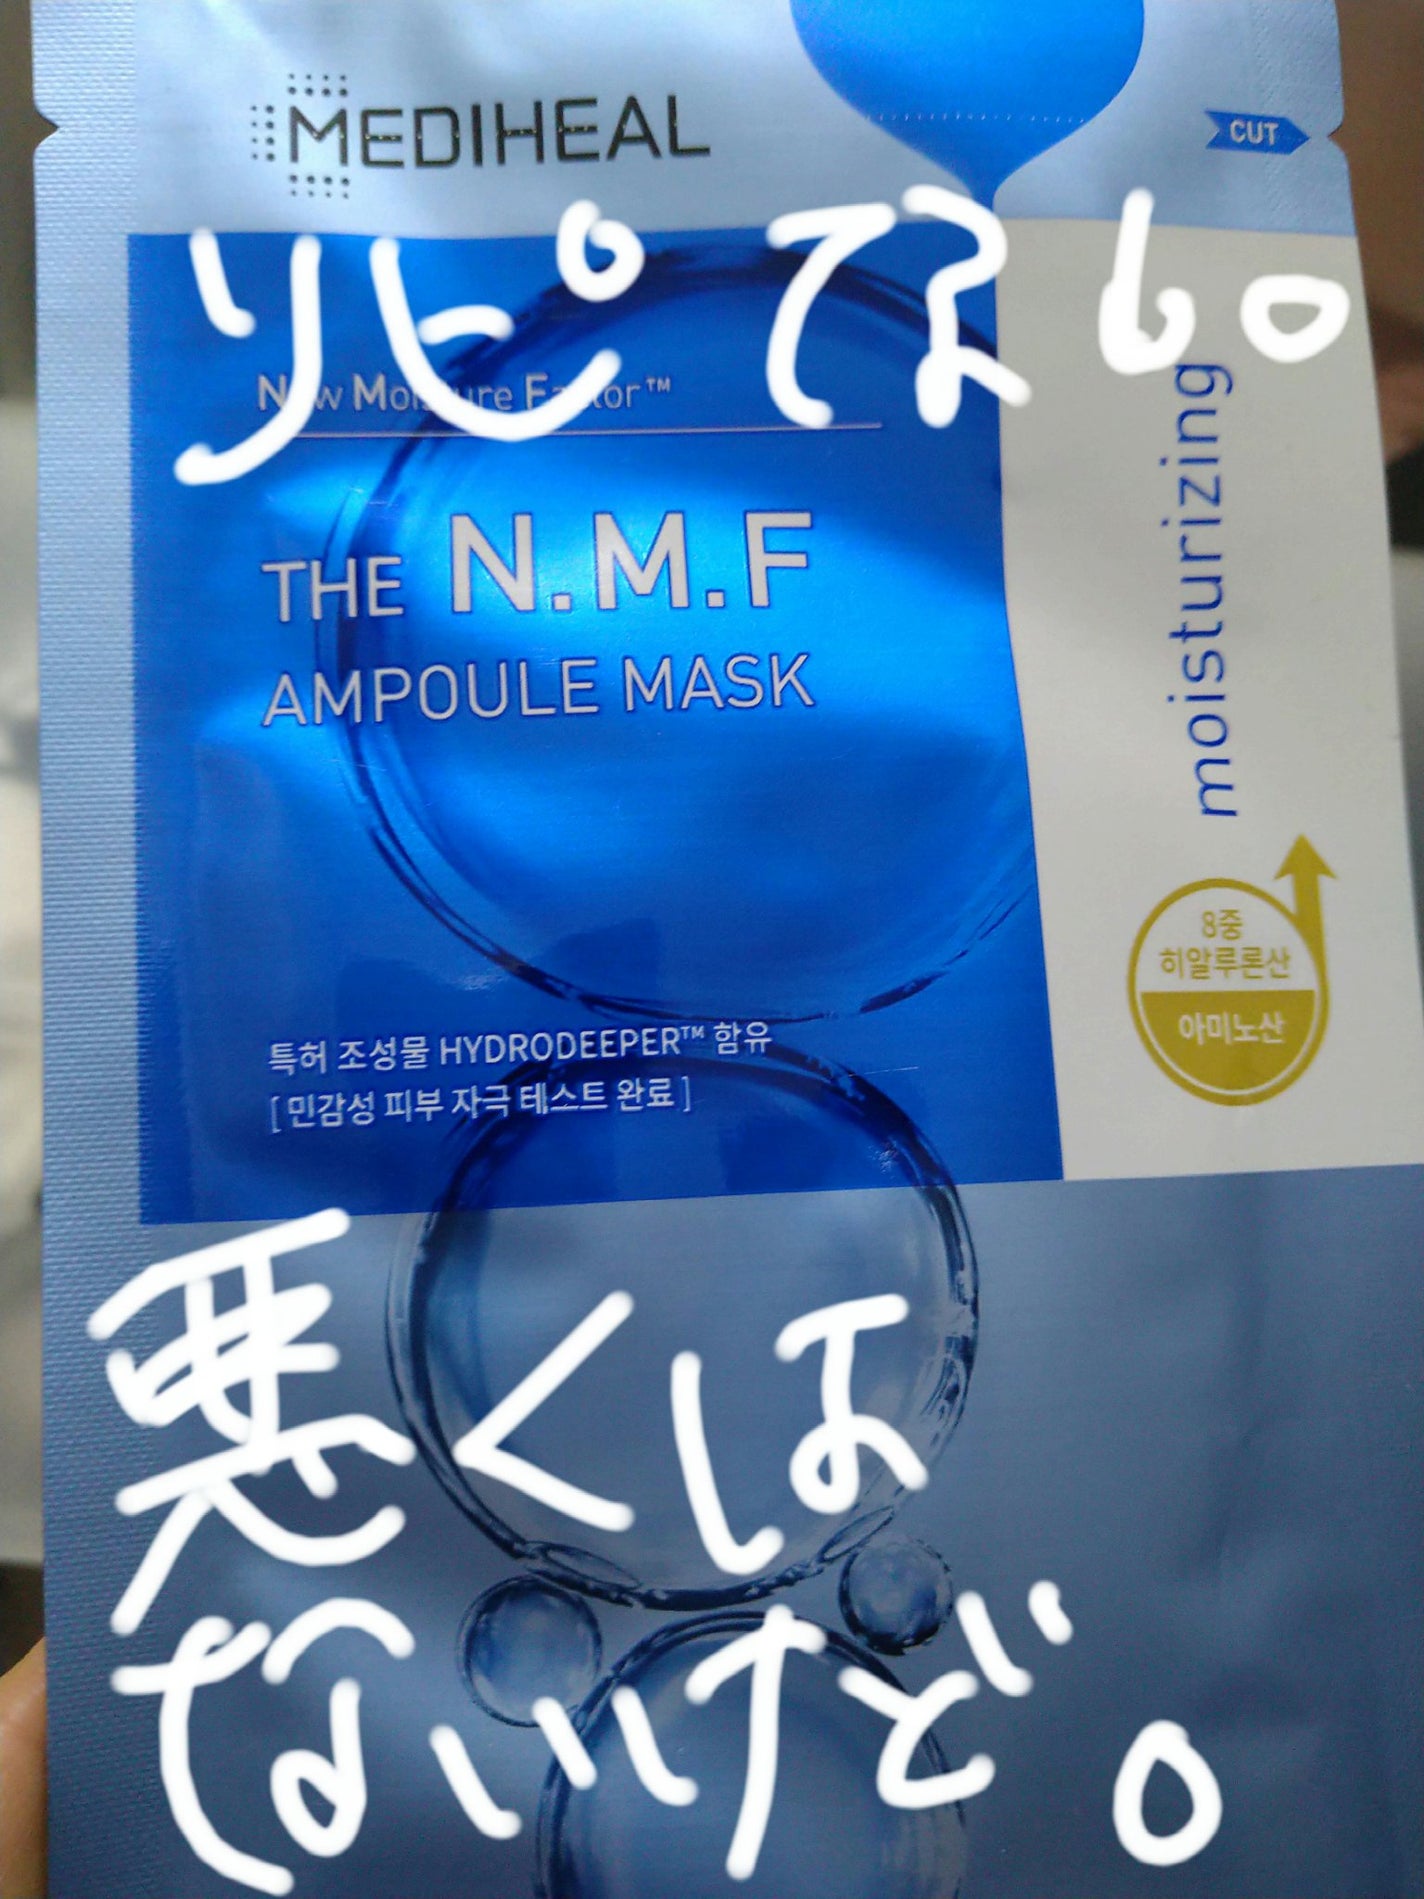 MEDIHEAL
CUT
リピなし。
New Moisture Factor™
THE N.M.F
AMPOULE MASK
moisturizing
8중
히알루론산
아미노산
특허 조성물 HYDRODEEPER™ 함유
[ 민감성 피부 자극 테스트 완료 ]
悪くは
ないけど。